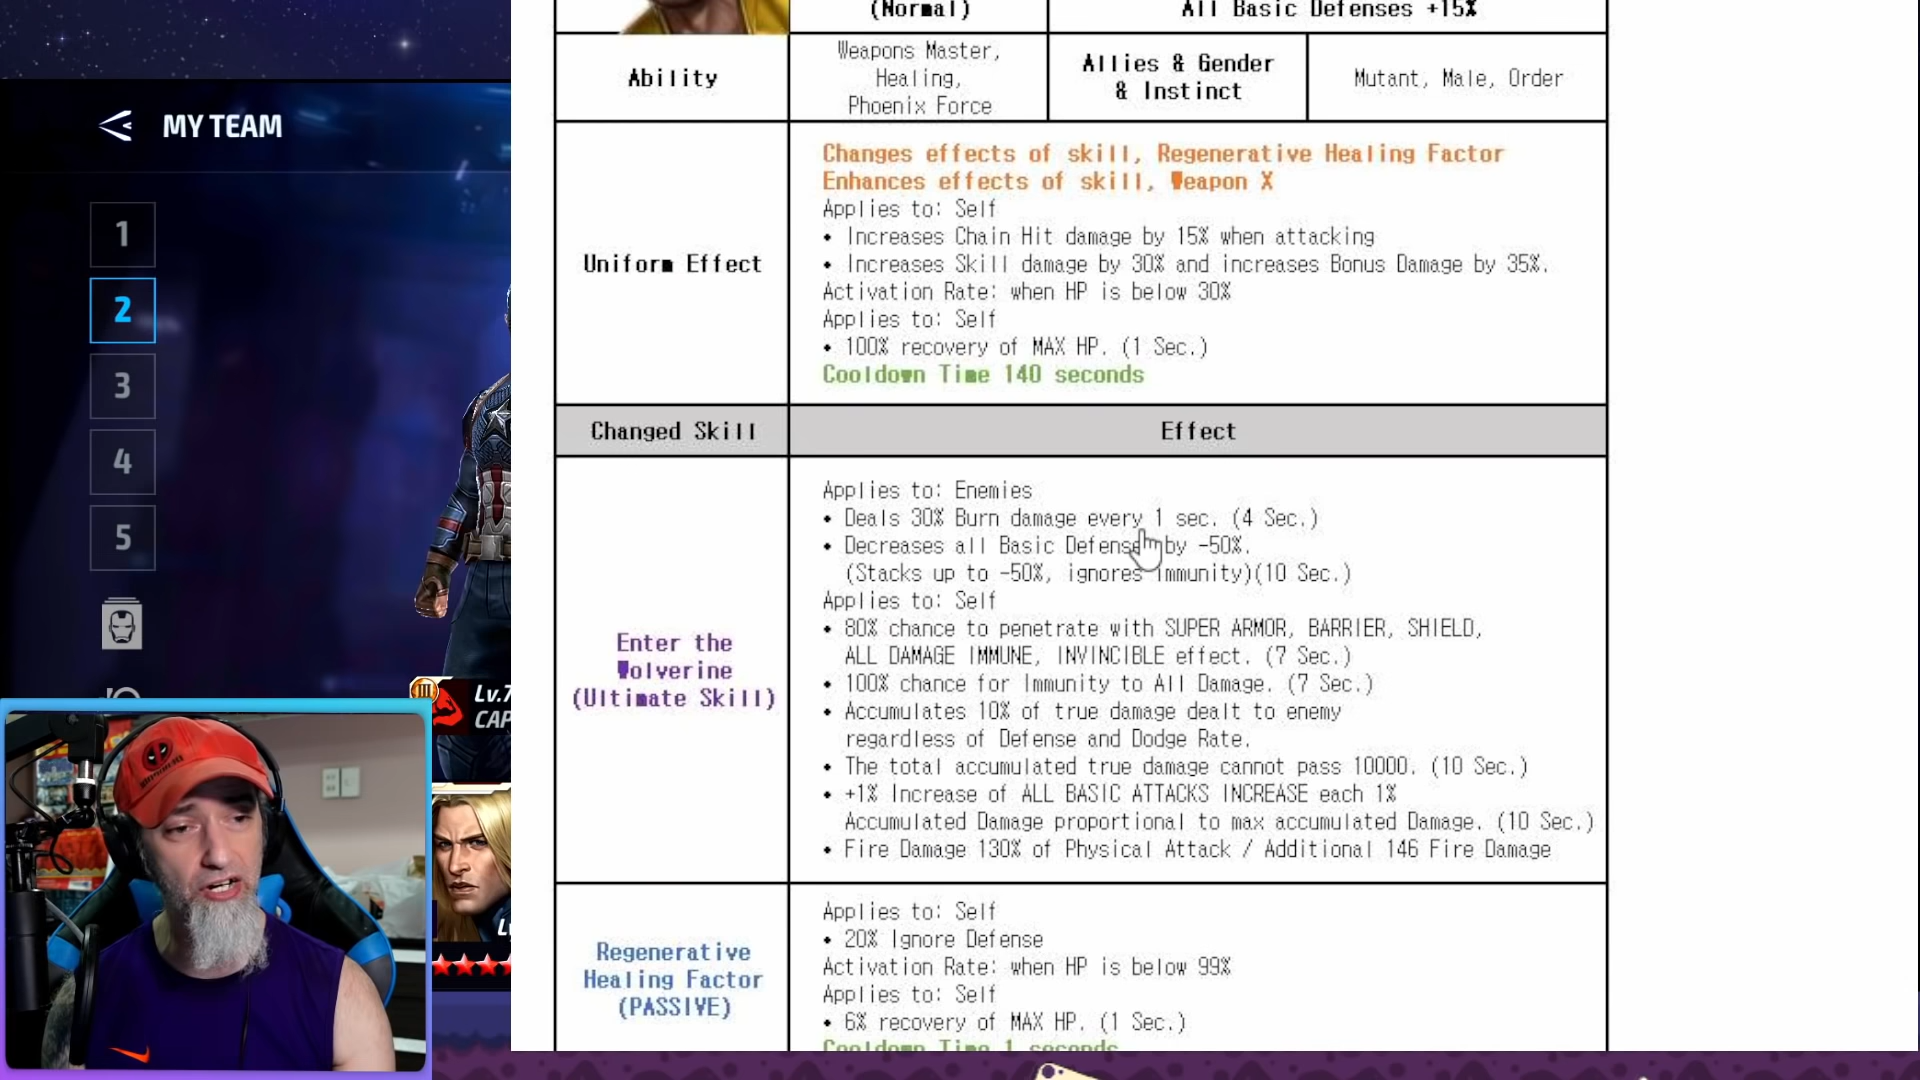 MY TEAM
1
2
3
4
5
III
Lv.7
CAP
(Normal)
All Basic Defenses +15%
Ability
Weapons Master,
Healing,
Phoenix Force
Allies & Gender
& Instinct
Mutant, Male, Order
Uniform Effect
Changes effects of skill, Regenerative Healing Factor
Enhances effects of skill, Weapon X
Applies to: Self
• Increases Chain Hit damage by 15% when attacking
• Increases Skill damage by 30% and increases Bonus Damage by 35%.
Activation Rate: when HP is below 30%
Applies to: Self
• 100% recovery of MAX HP. (1 Sec.)
Cooldown Time 140 seconds
Changed Skill
Effect
Enter the
Wolverine
(Ultimate Skill)
Applies to: Enemies
• Deals 30% Burn damage every 1 sec. (4 Sec.)
• Decreases all Basic Defense by -50%.
(Stacks up to -50%, ignores Immunity)(10 Sec.)
Applies to: Self
• 80% chance to penetrate with SUPER ARMOR, BARRIER, SHIELD,
ALL DAMAGE IMMUNE, INVINCIBLE effect. (7 Sec.)
• 100% chance for Immunity to All Damage. (7 Sec.)
• Accumulates 10% of true damage dealt to enemy
regardless of Defense and Dodge Rate.
• The total accumulated true damage cannot pass 10000. (10 Sec.)
• +1% Increase of ALL BASIC ATTACKS INCREASE each 1%
Accumulated Damage proportional to max accumulated Damage. (10 Sec.)
• Fire Damage 130% of Physical Attack / Additional 146 Fire Damage
Regenerative
Healing Factor
(PASSIVE)
Applies to: Self
• 20% Ignore Defense
Activation Rate: when HP is below 99%
Applies to: Self
• 6% recovery of MAX HP. (1 Sec.)
Cooldown Time 1 seconds